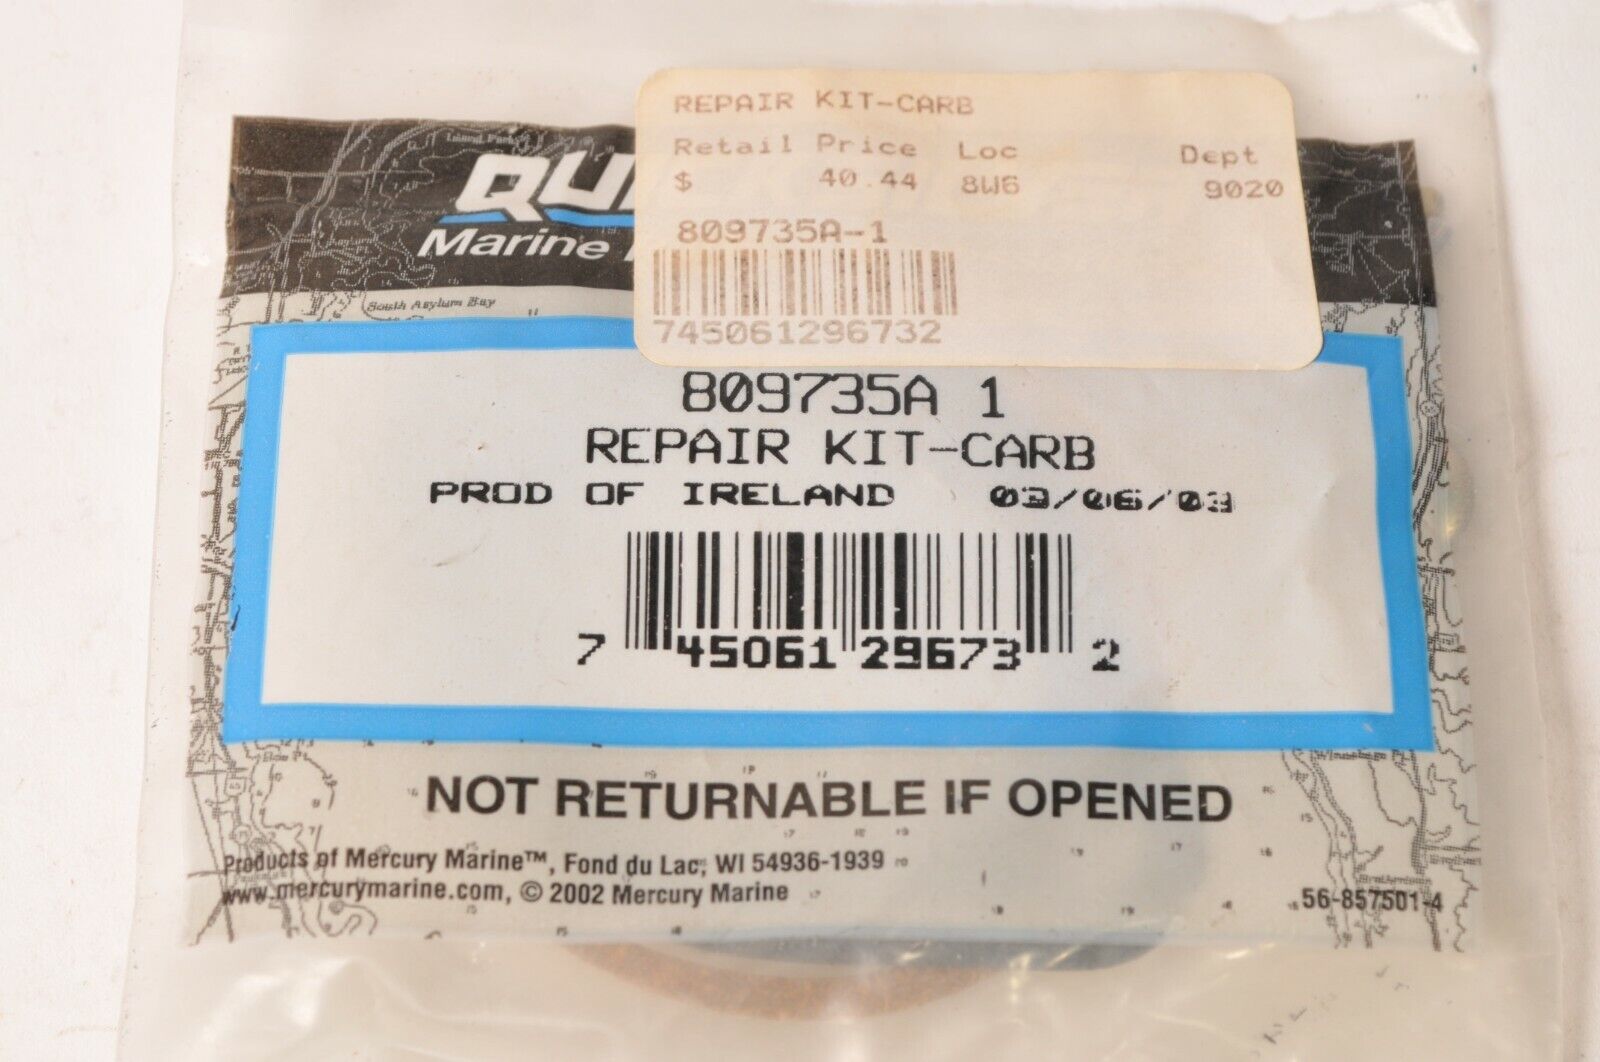 REPAIR KIT-CARB
Retail Price Loc Dept
$ 40.44 8W6 9020
809735A-1
745061296732
QUI
Marine
South Asylum Bay
809735A 1
REPAIR KIT-CARB
PROD OF IRELAND 03/06/03
7 45061 29673 2
NOT RETURNABLE IF OPENED
Products of Mercury Marine™, Fond du Lac, WI 54936-1939
www.mercurymarine.com, © 2002 Mercury Marine
56-857501-4